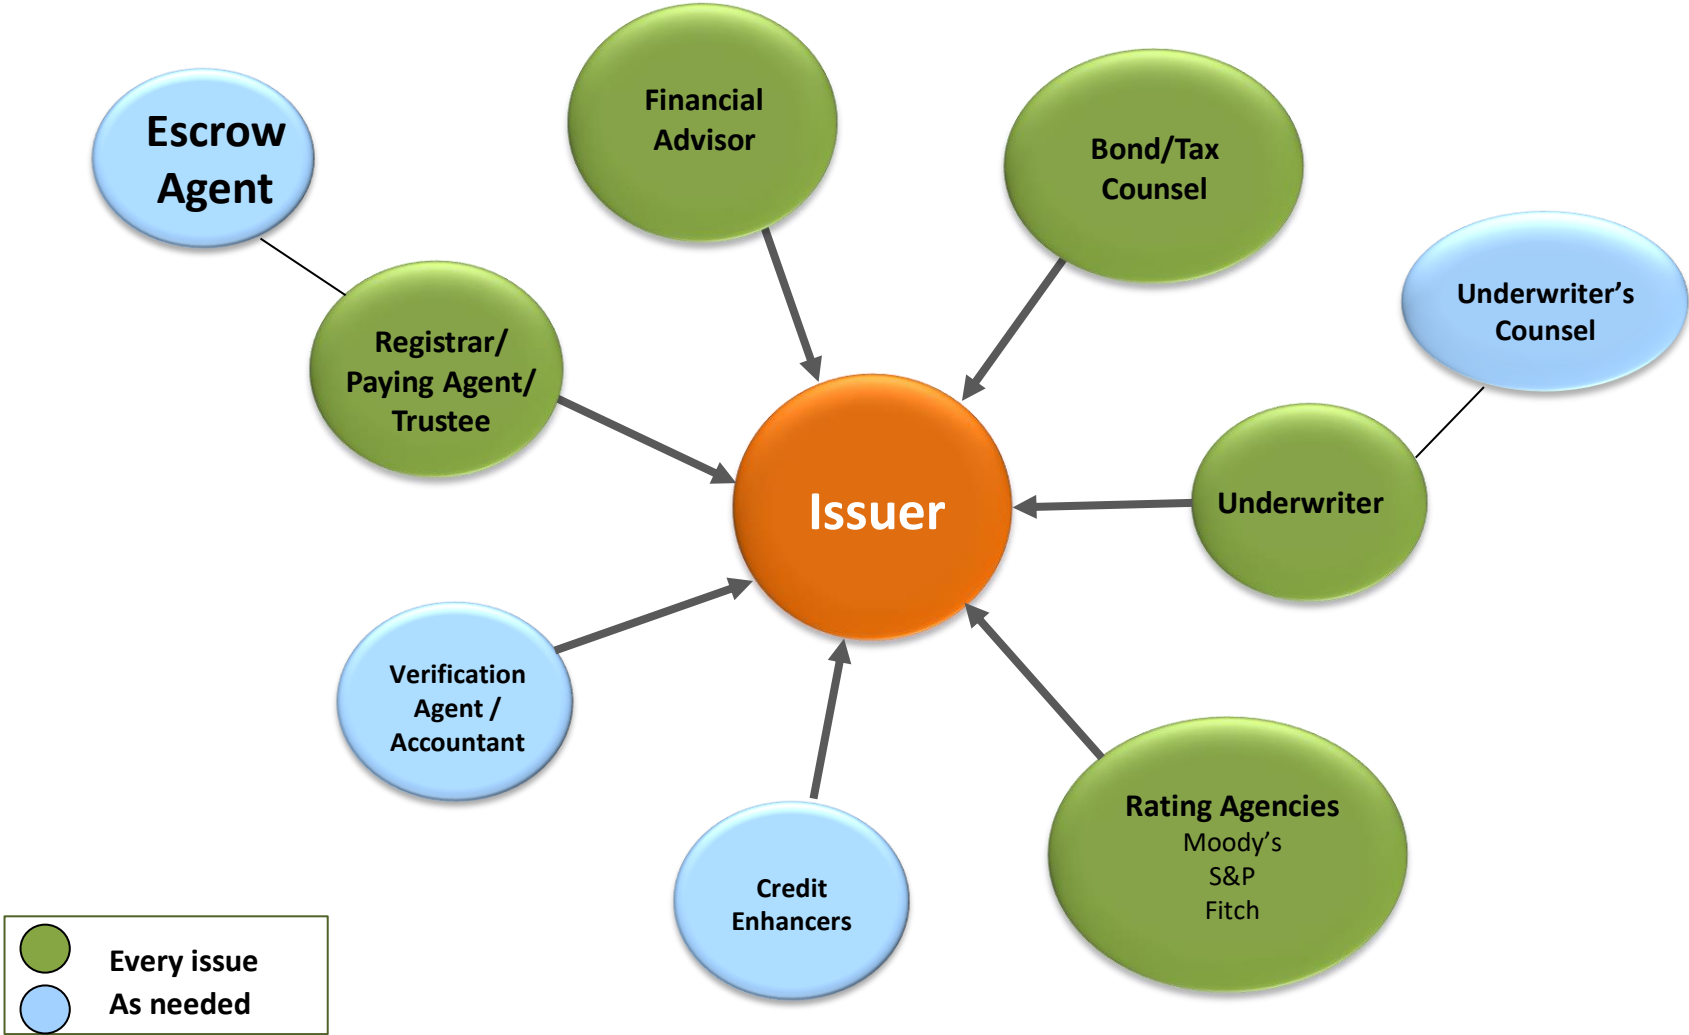 Financial
Advisor
Escrow
Agent
Bond/Tax
Counsel
Underwriter’s
Counsel
Registrar/
Paying Agent/
Trustee
Issuer
Underwriter
Verification
Agent /
Accountant
Rating Agencies
Moody’s
S&P
Fitch
Credit
Enhancers
Every issue
As needed